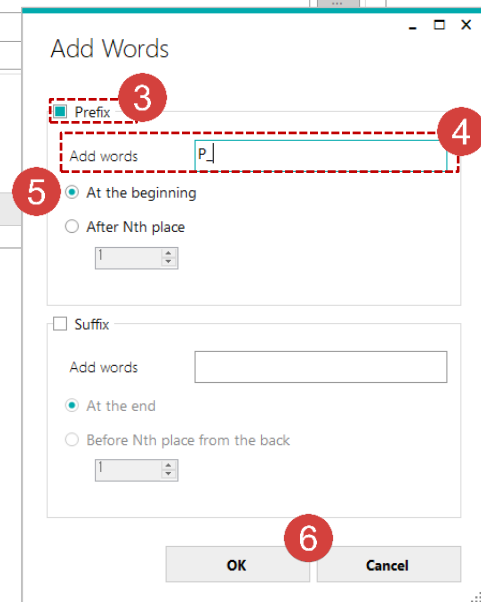 ...
Add Words
3
Prefix
4
Add words P_
5
At the beginning
After Nth place
1
Suffix
Add words
At the end
Before Nth place from the back
1
6
OK Cancel